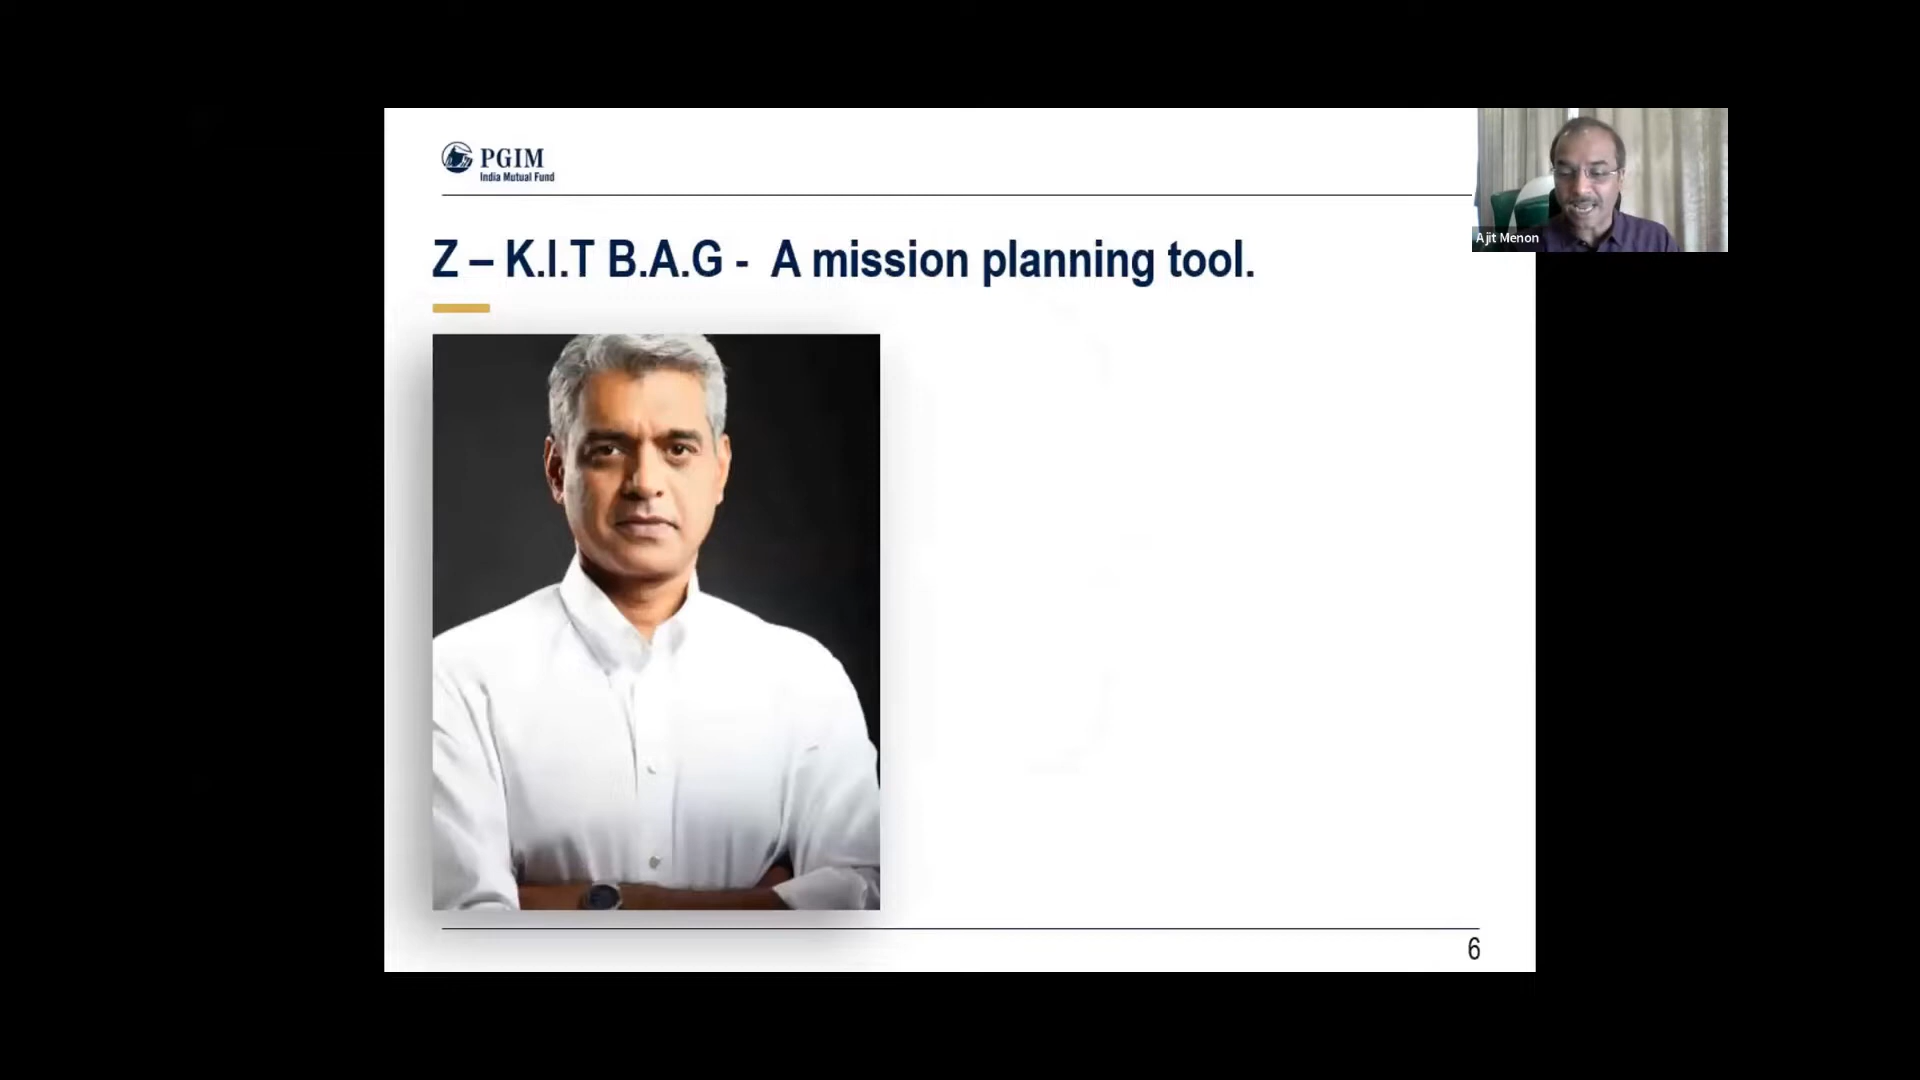 PGIM
India Mutual Fund
Ajit Menon
Z – K.I.T B.A.G - A mission planning tool.
6